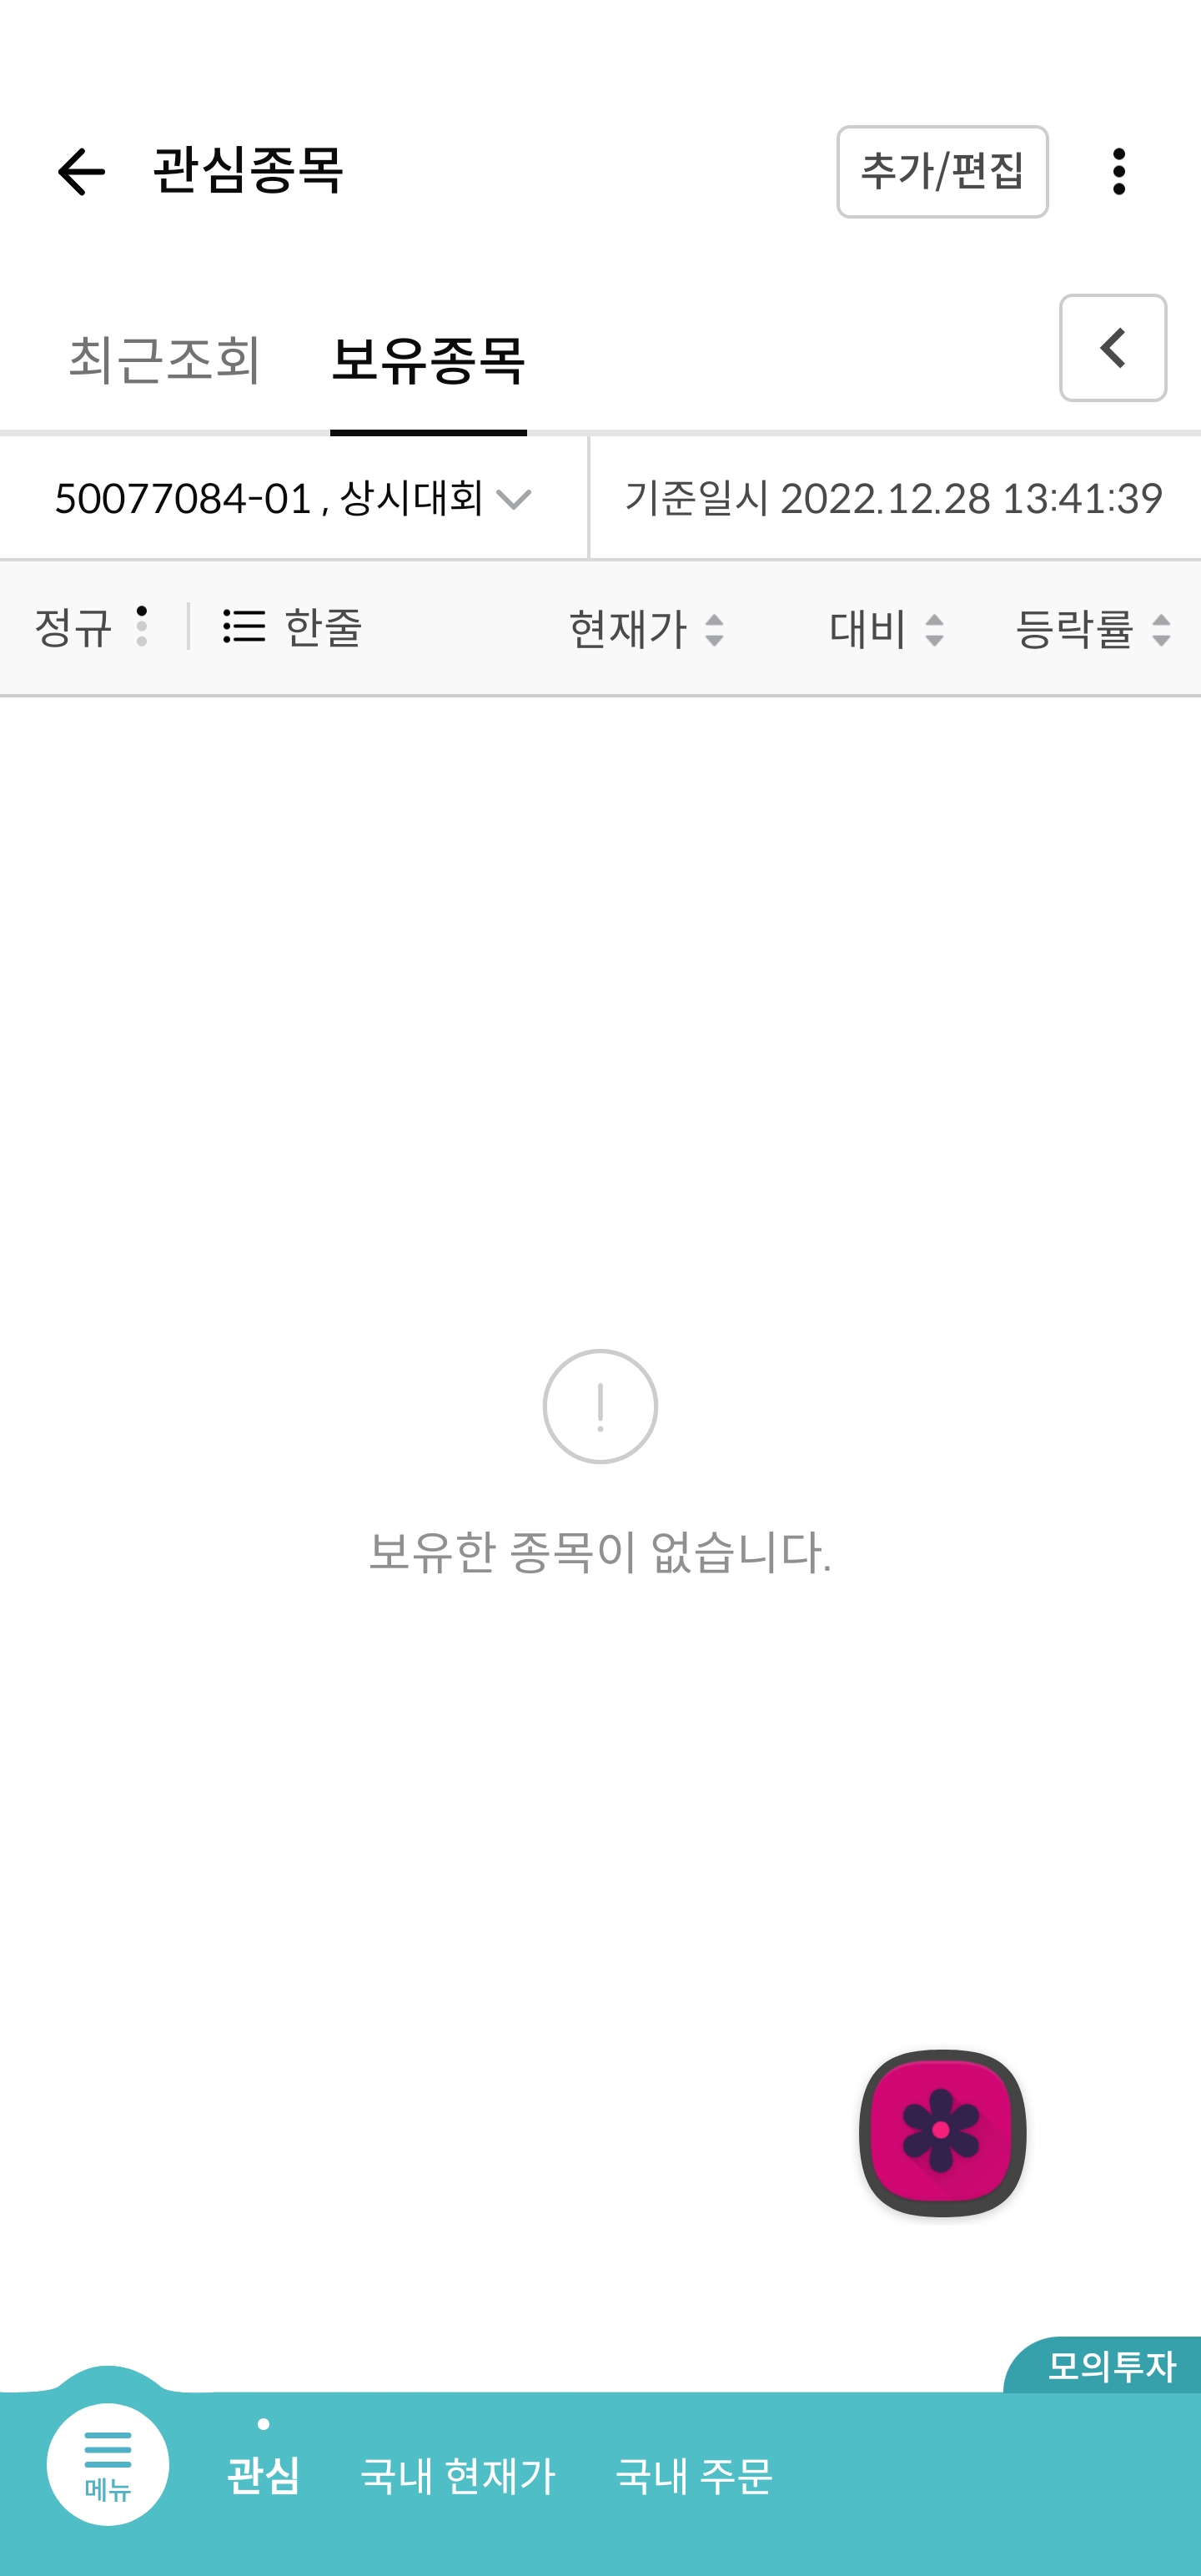 관심종목
추가/편집
최근조회 보유종목
50077084-01 , 상시대회 기준일시 2022.12.28 13:41:39
정규 한줄 현재가 대비 등락률
보유한 종목이 없습니다.
모의투자
메뉴 관심 국내 현재가 국내 주문